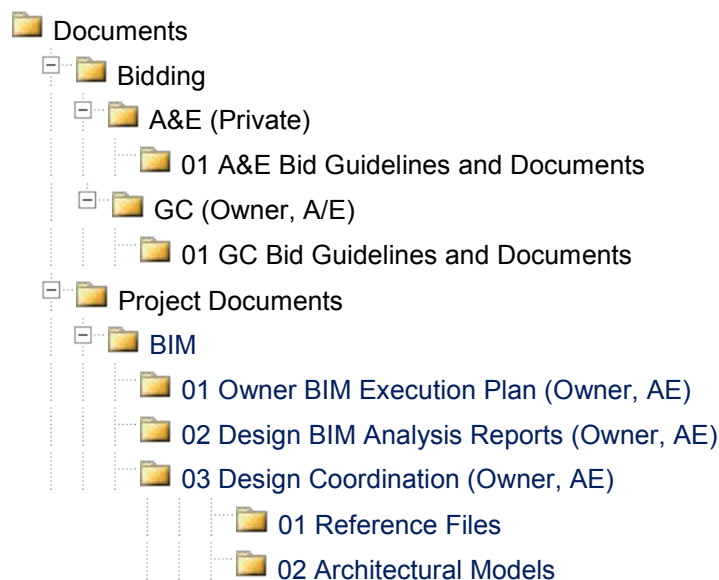 Documents
Bidding
A&E (Private)
01 A&E Bid Guidelines and Documents
GC (Owner, A/E)
01 GC Bid Guidelines and Documents
Project Documents
BIM
01 Owner BIM Execution Plan (Owner, AE)
02 Design BIM Analysis Reports (Owner, AE)
03 Design Coordination (Owner, AE)
01 Reference Files
02 Architectural Models